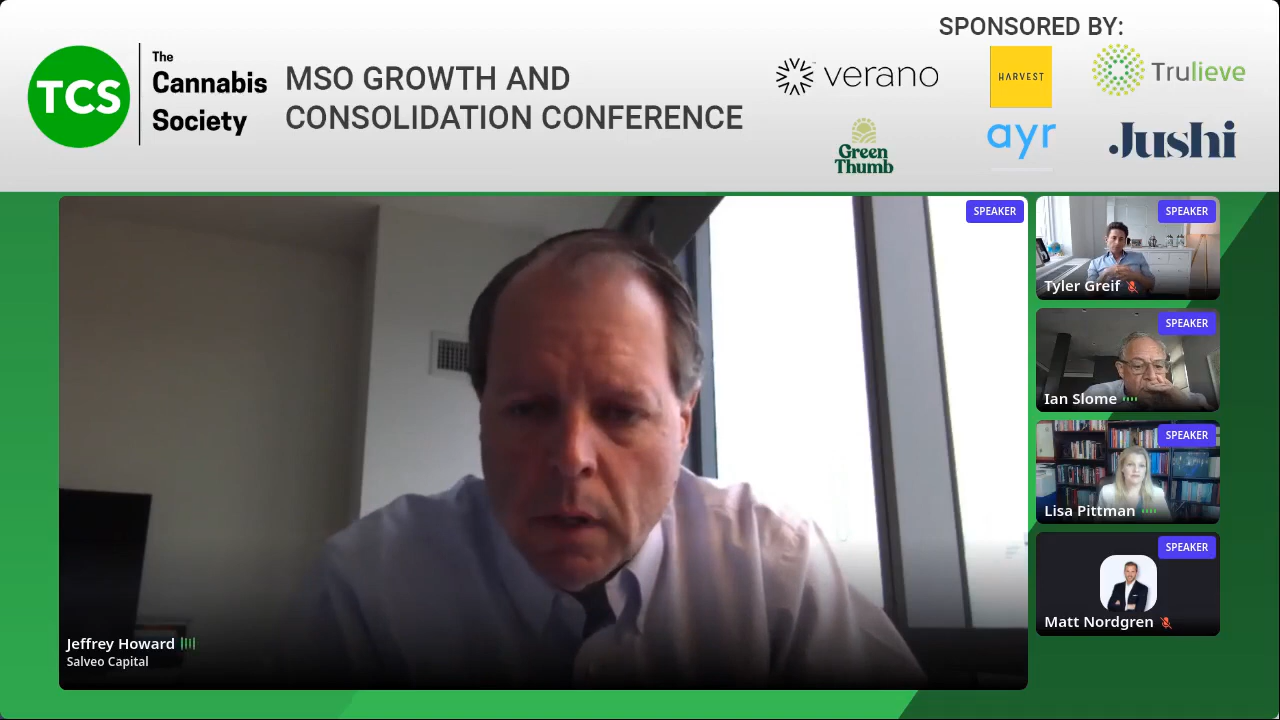 SPONSORED BY:
TCS
The
Cannabis
Society
MSO GROWTH AND
CONSOLIDATION CONFERENCE
verano
HARVEST
Trulieve
Green
Thumb
ayr
Jushi
SPEAKER
Jeffrey Howard
Salveo Capital
SPEAKER
Tyler Greif
SPEAKER
Ian Slome
SPEAKER
Lisa Pittman
SPEAKER
Matt Nordgren